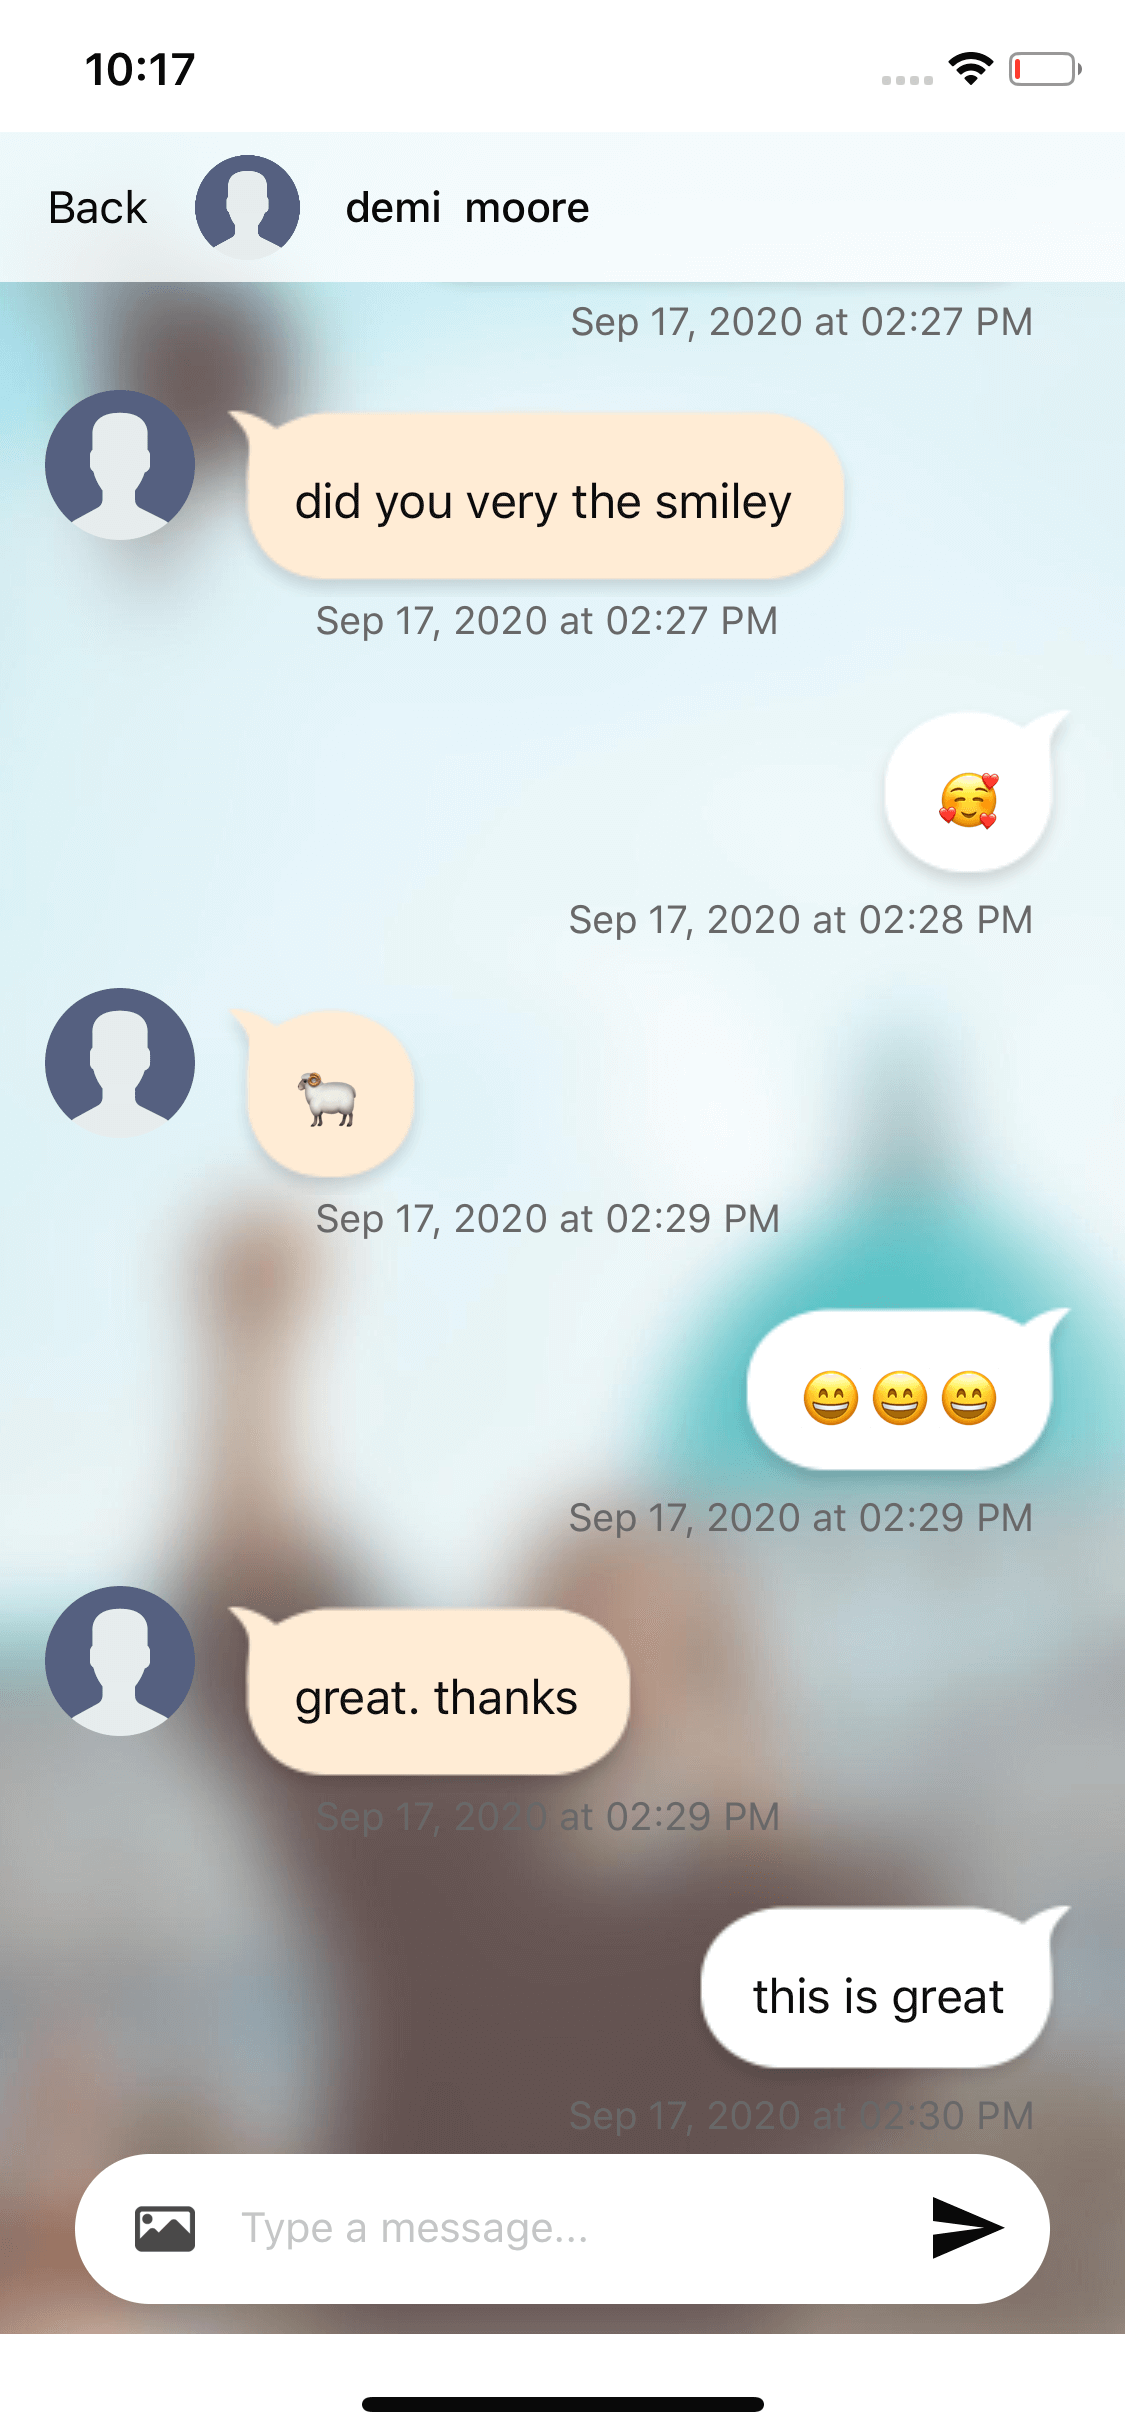 10:17
Back demi moore
Sep 17, 2020 at 02:27 PM
did you very the smiley
Sep 17, 2020 at 02:27 PM
🥰
Sep 17, 2020 at 02:28 PM
🐏
Sep 17, 2020 at 02:29 PM
😄😄😄
Sep 17, 2020 at 02:29 PM
great. thanks
Sep 17, 2020 at 02:29 PM
this is great
Sep 17, 2020 at 02:30 PM
Type a message...